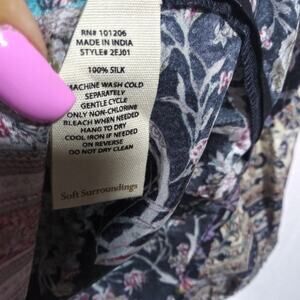 RN# 101206
MADE IN INDIA
STYLE# 2EJ01
100% SILK
MACHINE WASH COLD
SEPARATELY
GENTLE CYCLE
ONLY NON-CHLORINE
BLEACH WHEN NEEDED
HANG TO DRY
COOL IRON IF NEEDED
ON REVERSE
DO NOT DRY CLEAN
Soft Surroundings